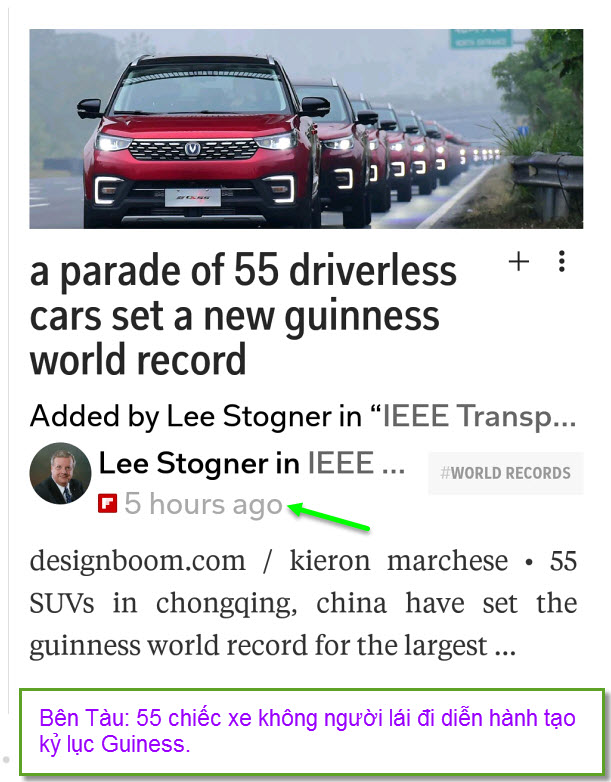 a parade of 55 driverless
cars set a new guinness
world record
Added by Lee Stogner in “IEEE Transp...
Lee Stogner in IEEE ...
#WORLD RECORDS
5 hours ago
designboom.com / kieron marchese • 55
SUVs in chongqing, china have set the
guinness world record for the largest ...
Bên Tàu: 55 chiếc xe không người lái đi diễn hành tạo
kỷ lục Guiness.